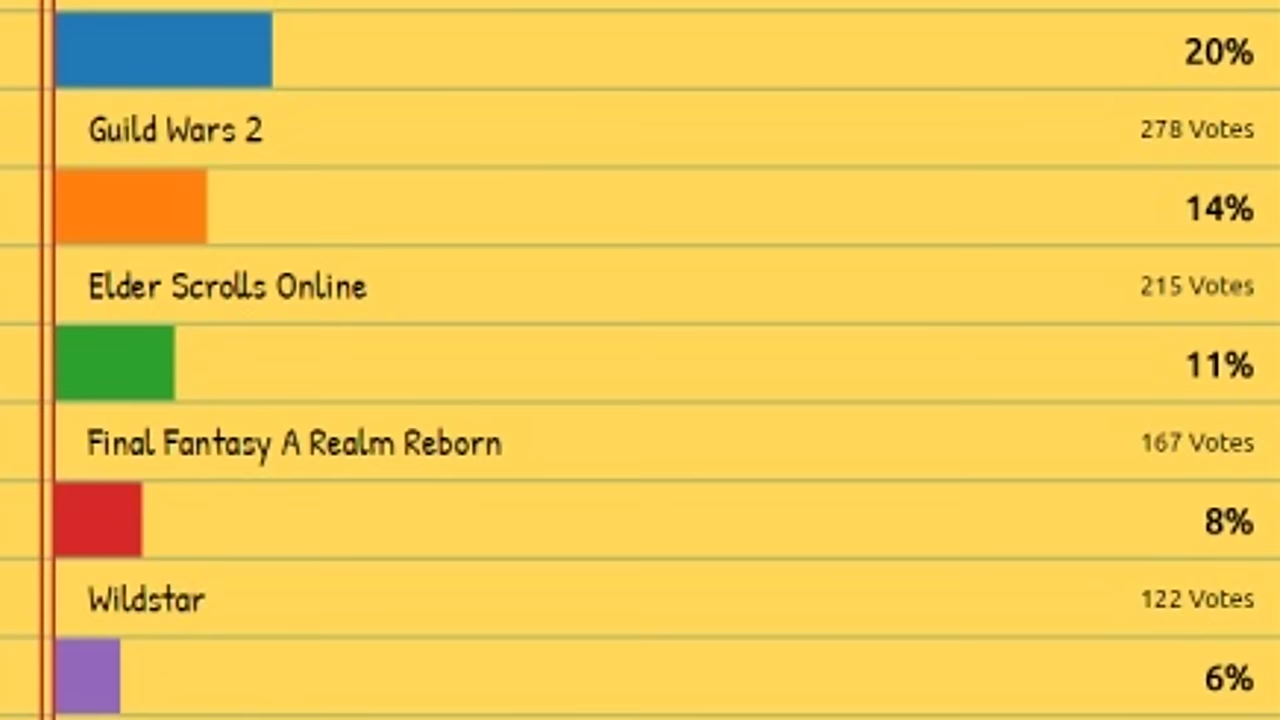 20%
Guild Wars 2 278 Votes
14%
Elder Scrolls Online 215 Votes
11%
Final Fantasy A Realm Reborn 167 Votes
8%
Wildstar 122 Votes
6%